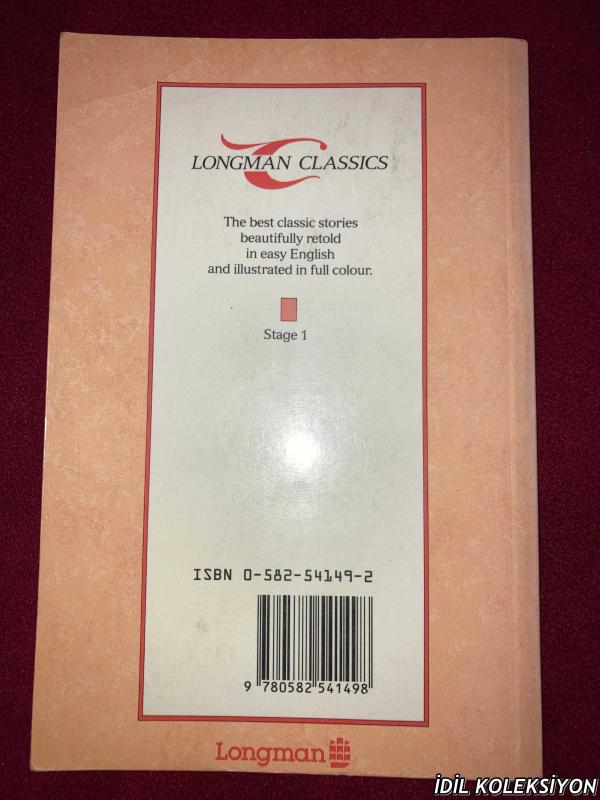 LONGMAN CLASSICS
The best classic stories
beautifully retold
in easy English
and illustrated in full colour.
Stage 1
ISBN 0-582-54149-2
9 780582 541498
Longman
İDİL KOLEKSİYON